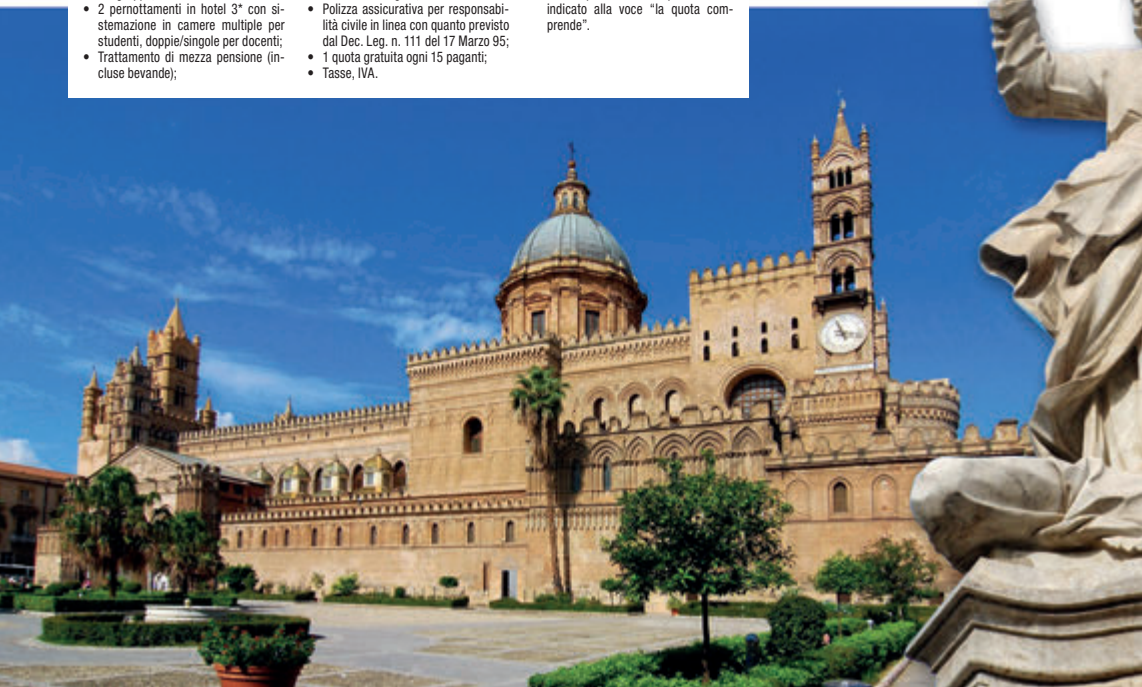 • 2 pernottamenti in hotel 3* con si-
stemazione in camere multiple per
studenti, doppie/singole per docenti;
• Trattamento di mezza pensione (in-
cluse bevande);
• Polizza assicurativa per responsabi-
lità civile in linea con quanto previsto
dal Dec. Leg. n. 111 del 17 Marzo 95;
• 1 quota gratuita ogni 15 paganti;
• Tasse, IVA.
indicato alla voce “la quota com-
prende”.